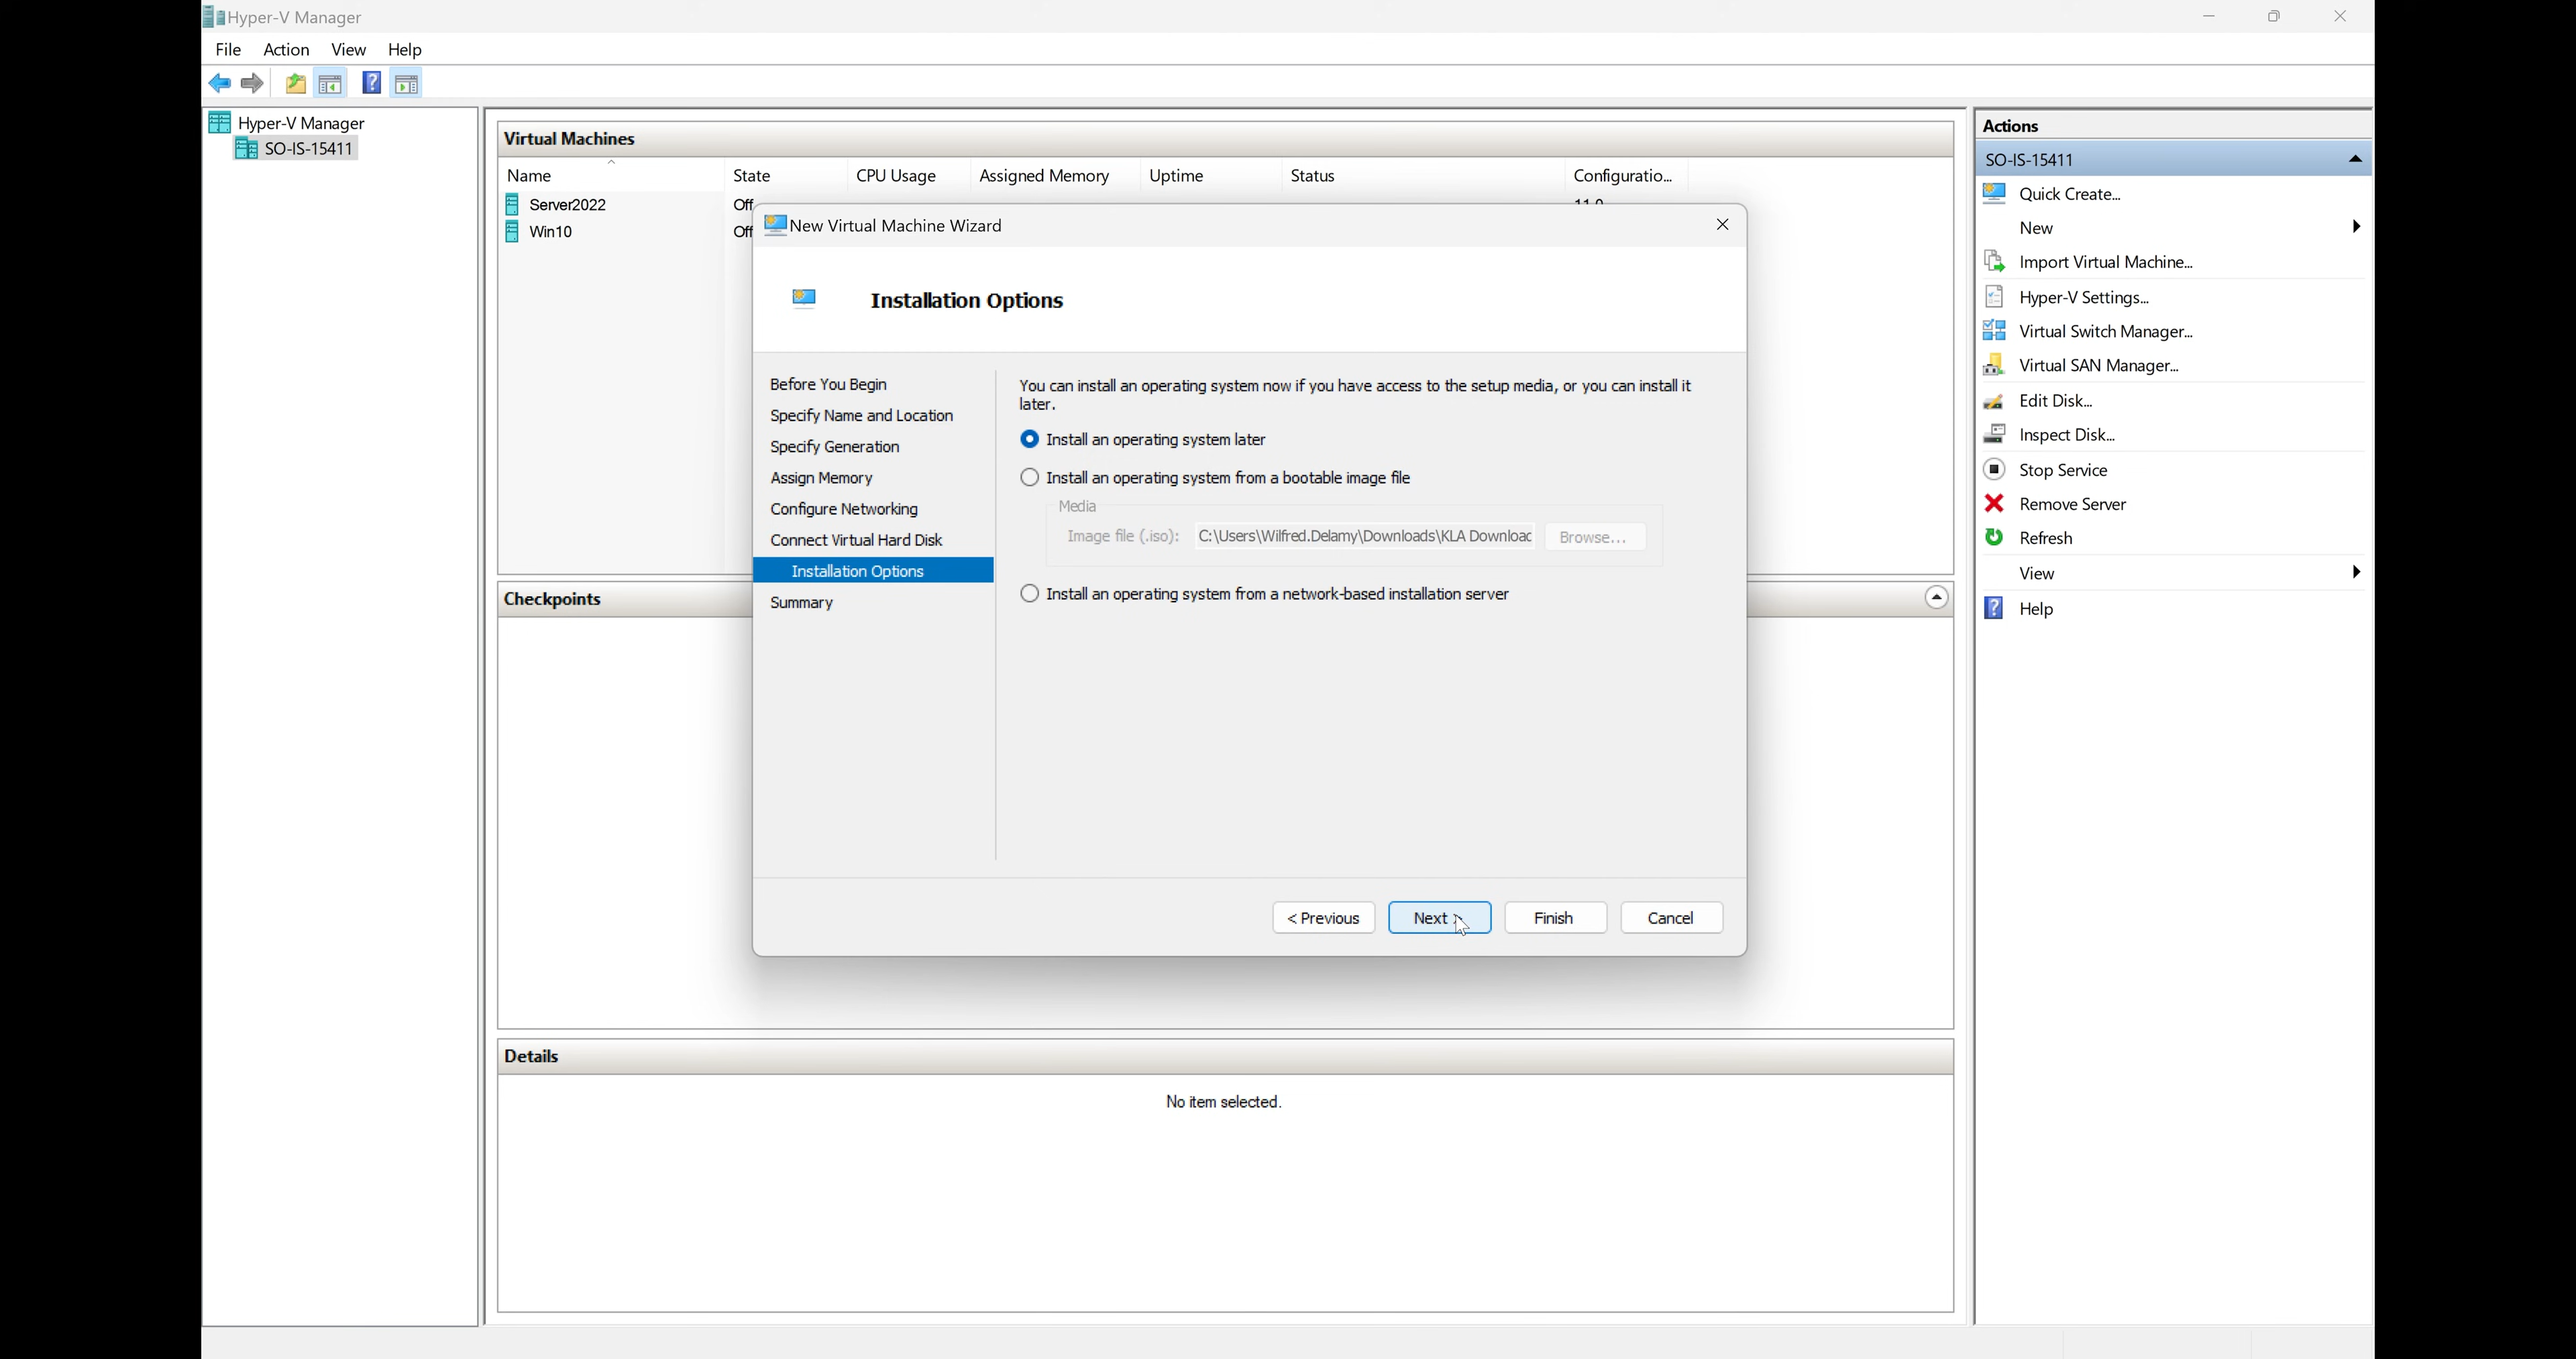 Hyper-V Manager
File Action View Help
Hyper-V Manager
SO-IS-15411
Virtual Machines
Name State CPU Usage Assigned Memory Uptime Status Configuratio...
Server2022 Off
Win10 Off
New Virtual Machine Wizard
Installation Options
Before You Begin
Specify Name and Location
Specify Generation
Assign Memory
Configure Networking
Connect Virtual Hard Disk
Installation Options
Summary
You can install an operating system now if you have access to the setup media, or you can install it
later.
Install an operating system later
Install an operating system from a bootable image file
Media
Image file (.iso): C:\Users\Wilfred.Delamy\Downloads\KLA Downloac Browse...
Install an operating system from a network-based installation server
< Previous Next > Finish Cancel
Checkpoints
Details
No item selected.
Actions
SO-IS-15411
Quick Create...
New
Import Virtual Machine...
Hyper-V Settings...
Virtual Switch Manager...
Virtual SAN Manager...
Edit Disk...
Inspect Disk...
Stop Service
Remove Server
Refresh
View
Help